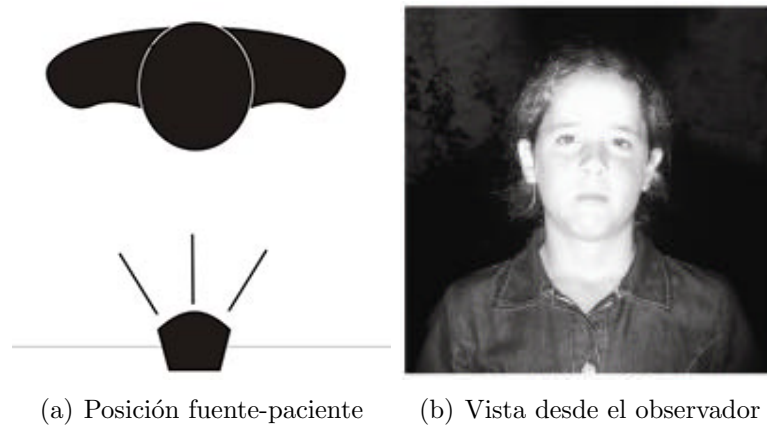 (a) Posición fuente-paciente
(b) Vista desde el observador